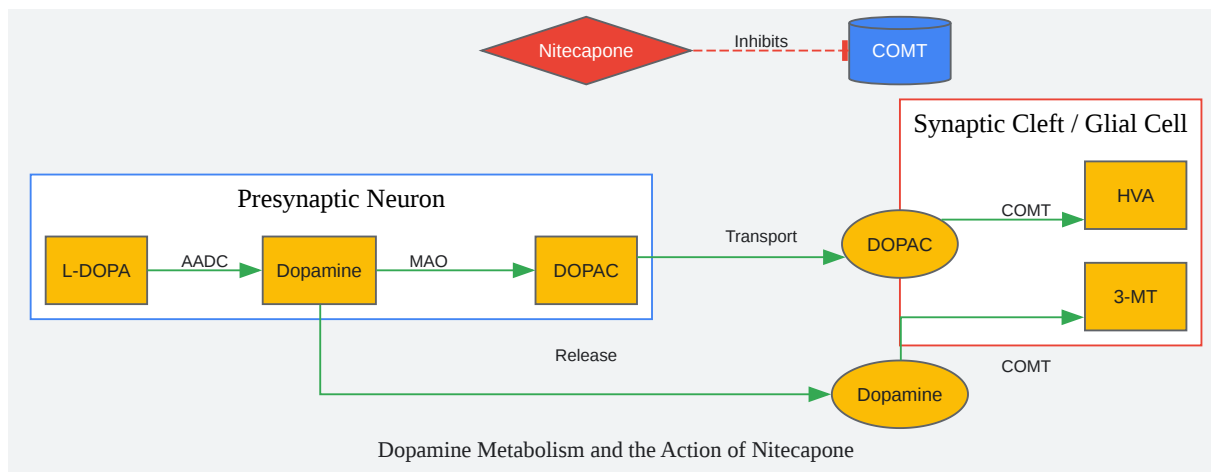 Nitecapone
Inhibits
COMT
Synaptic Cleft / Glial Cell
Presynaptic Neuron
HVA
COMT
Transport
DOPAC
L-DOPA
AADC
Dopamine
MAO
DOPAC
3-MT
Release
COMT
Dopamine
Dopamine Metabolism and the Action of Nitecapone